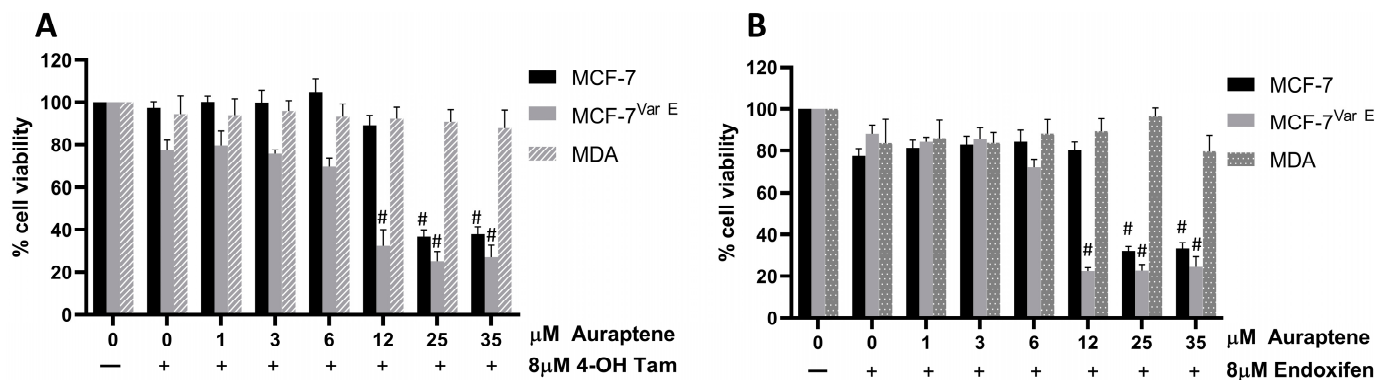 A
120
100
80
60
40
20
0
% cell viability
MCF-7
MCF-7Var E
MDA
# # # # #
0 0 1 3 6 12 25 35 μM Auraptene
— + + + + + + + 8μM 4-OH Tam
B
120
100
80
60
40
20
0
% cell viability
MCF-7
MCF-7Var E
MDA
# # # # #
0 0 1 3 6 12 25 35 μM Auraptene
— + + + + + + + 8μM Endoxifen